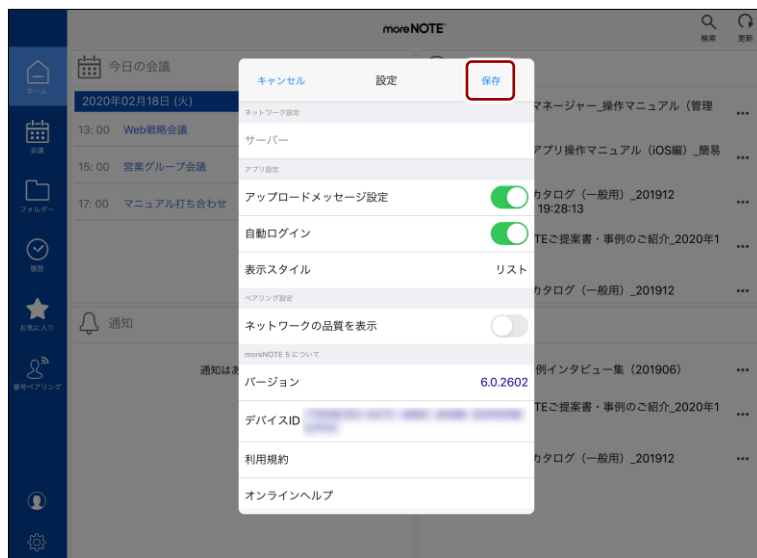 moreNOTE
検索
更新
ホーム
会議
フォルダー
履歴
お気に入り
番号ペアリング
今日の会議
2020年02月18日 (火)
13:00 Web戦略会議
15:00 営業グループ会議
17:00 マニュアル打ち合わせ
通知
通知はあ
キャンセル
設定
保存
ネットワーク設定
サーバー
アプリ設定
アップロードメッセージ設定
自動ログイン
表示スタイル
リスト
ペアリング設定
ネットワークの品質を表示
moreNOTE 5 について
バージョン
6.0.2602
デバイスID
利用規約
オンラインヘルプ
マネージャー_操作マニュアル（管理
アプリ操作マニュアル（iOS編）_簡易
カタログ（一般用）_201912
19:28:13
TEご提案書・事例のご紹介_2020年1
カタログ（一般用）_201912
例インタビュー集（201906）
TEご提案書・事例のご紹介_2020年1
カタログ（一般用）_201912